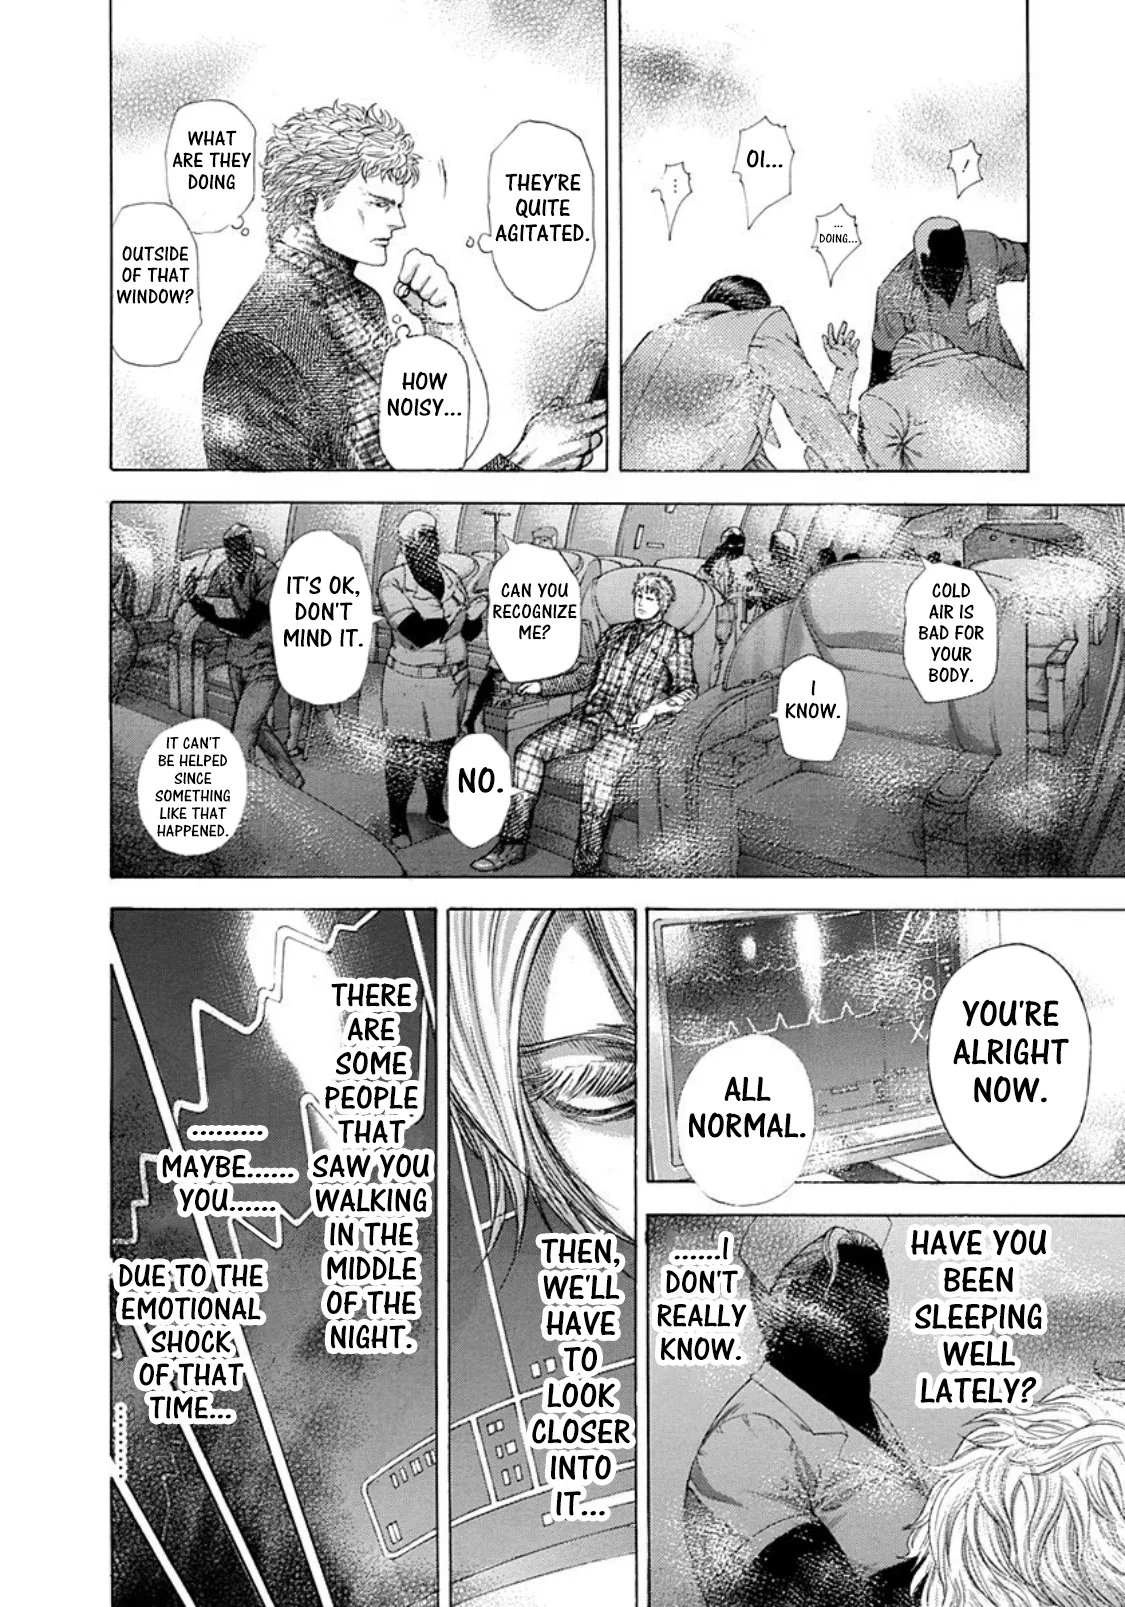 OI...
...
...
DOING...
THEY'RE
QUITE
AGITATED.
WHAT
ARE THEY
DOING
OUTSIDE
OF THAT
WINDOW?
HOW
NOISY...
COLD
AIR IS
BAD FOR
YOUR
BODY.
I
KNOW.
CAN YOU
RECOGNIZE
ME?
NO.
IT'S OK,
DON'T
MIND IT.
IT CAN'T
BE HELPED
SINCE
SOMETHING
LIKE THAT
HAPPENED.
72
98
YOU'RE
ALRIGHT
NOW.
ALL
NORMAL.
HAVE YOU
BEEN
SLEEPING
WELL
LATELY?
......I
DON'T
REALLY
KNOW.
THEN,
WE'LL
HAVE
TO
LOOK
CLOSER
INTO
IT...
THERE
ARE
SOME
PEOPLE
THAT
SAW YOU
WALKING
IN THE
MIDDLE
OF THE
NIGHT.
..........
MAYBE......
YOU......
DUE TO THE
EMOTIONAL
SHOCK
OF THAT
TIME...